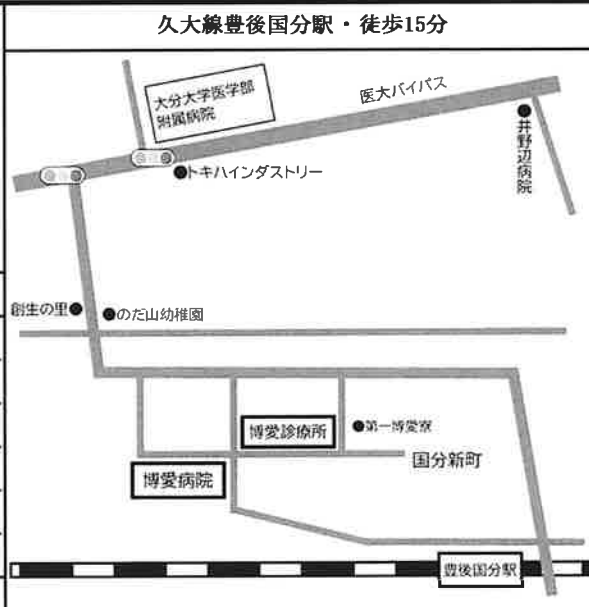 久大線豊後国分駅・徒歩15分
大分大学医学部
附属病院
医大バイパス
井野辺病院
●トキハインダストリー
創生の里●
●のだ山幼稚園
博愛診療所
●第一博愛寮
国分新町
博愛病院
豊後国分駅